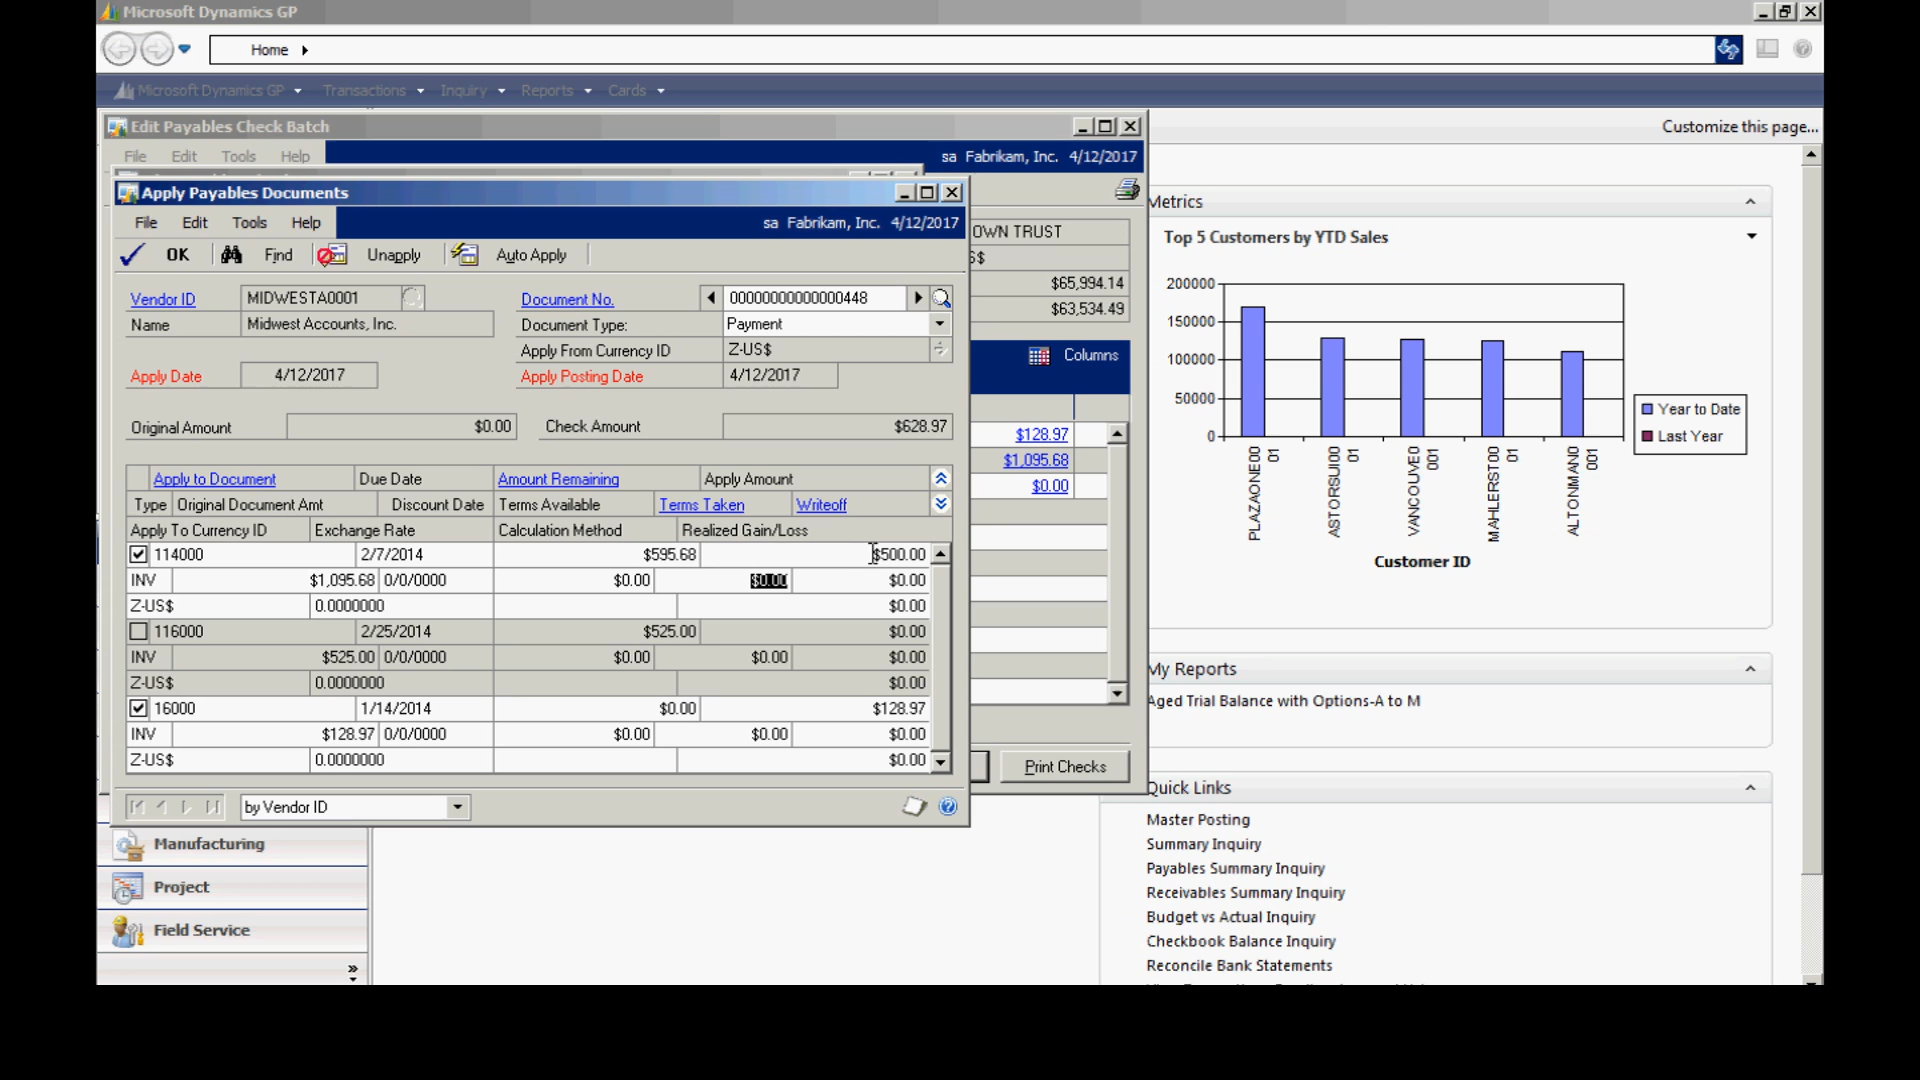 Microsoft Dynamics GP
Home
Microsoft Dynamics GP Transactions Inquiry Reports Cards
Edit Payables Check Batch
File Edit Tools Help
sa Fabrikam, Inc. 4/12/2017
Apply Payables Documents
File Edit Tools Help
sa Fabrikam, Inc. 4/12/2017
OK Find Unapply Auto Apply
Vendor ID MIDWESTA0001
Document No. 00000000000000448
Name Midwest Accounts, Inc.
Document Type: Payment
Apply From Currency ID Z-US$
Apply Date 4/12/2017
Apply Posting Date 4/12/2017
Original Amount $0.00
Check Amount $628.97
Apply to Document Due Date Amount Remaining Apply Amount
Type Original Document Amt Discount Date Terms Available Terms Taken Writeoff
Apply To Currency ID Exchange Rate Calculation Method Realized Gain/Loss
114000 2/7/2014 $595.68 $500.00
INV $1,095.68 0/0/0000 $0.00 $0.00 $0.00
Z-US$ 0.0000000 $0.00
116000 2/25/2014 $525.00 $0.00
INV $525.00 0/0/0000 $0.00 $0.00 $0.00
Z-US$ 0.0000000 $0.00
16000 1/14/2014 $0.00 $128.97
INV $128.97 0/0/0000 $0.00 $0.00 $0.00
Z-US$ 0.0000000 $0.00
by Vendor ID
OWN TRUST
$
$65,994.14
$63,534.49
Columns
$128.97
$1,095.68
$0.00
Print Checks
Manufacturing
Project
Field Service
Customize this page...
Metrics
Top 5 Customers by YTD Sales
200000
150000
100000
50000
0
PLAZAONE00 01
ASTORSUI00 01
VANCOUVE0 001
MAHLERST00 01
ALTONMAN0 001
Customer ID
Year to Date
Last Year
My Reports
Aged Trial Balance with Options-A to M
Quick Links
Master Posting
Summary Inquiry
Payables Summary Inquiry
Receivables Summary Inquiry
Budget vs Actual Inquiry
Checkbook Balance Inquiry
Reconcile Bank Statements